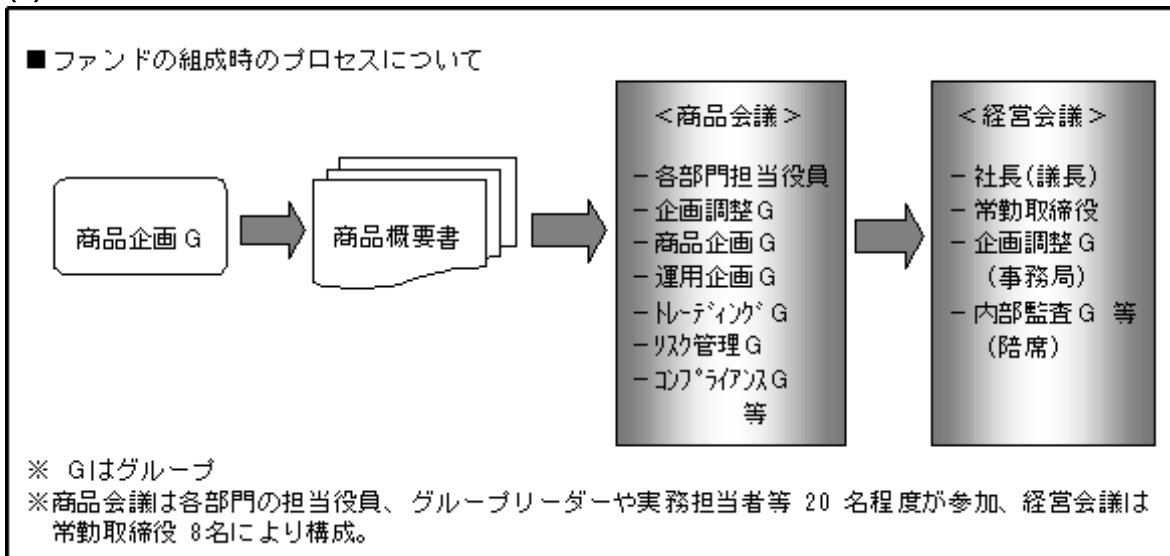 ■ファンドの組成時のプロセスについて
商品企画G
商品概要書
＜商品会議＞
－各部門担当役員
－企画調整G
－商品企画G
－運用企画G
－ﾄﾚｰﾃﾞｨﾝｸﾞG
－ﾘｽｸ管理G
－ｺﾝﾌﾟﾗｲｱﾝｽG
等
＜経営会議＞
－社長(議長)
－常勤取締役
－企画調整G
(事務局)
－内部監査G 等
(陪席)
※ Gはグループ
※商品会議は各部門の担当役員、グループリーダーや実務担当者等 20 名程度が参加、経営会議は
常勤取締役 8名により構成。